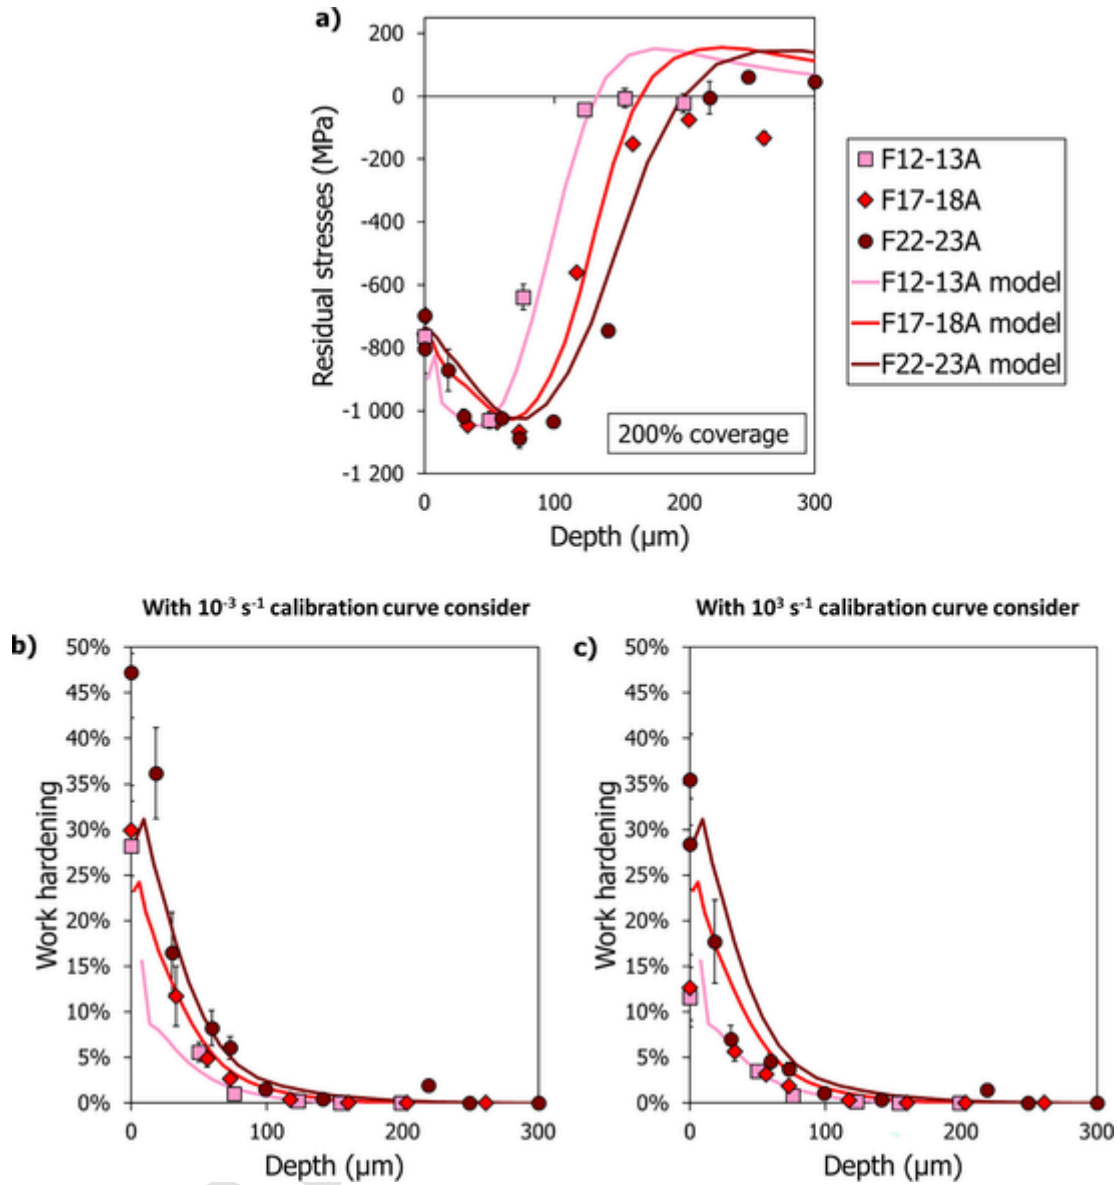 a)
200
0
-200
-400
-600
-800
-1 000
-1 200
Residual stresses (MPa)
0
100
200
300
Depth (µm)
200% coverage
F12-13A
F17-18A
F22-23A
F12-13A model
F17-18A model
F22-23A model
With 10⁻³ s⁻¹ calibration curve consider
b)
50%
45%
40%
35%
30%
25%
20%
15%
10%
5%
0%
Work hardening
0
100
200
300
Depth (µm)
With 10³ s⁻¹ calibration curve consider
c)
50%
45%
40%
35%
30%
25%
20%
15%
10%
5%
0%
Work hardening
0
100
200
300
Depth (µm)